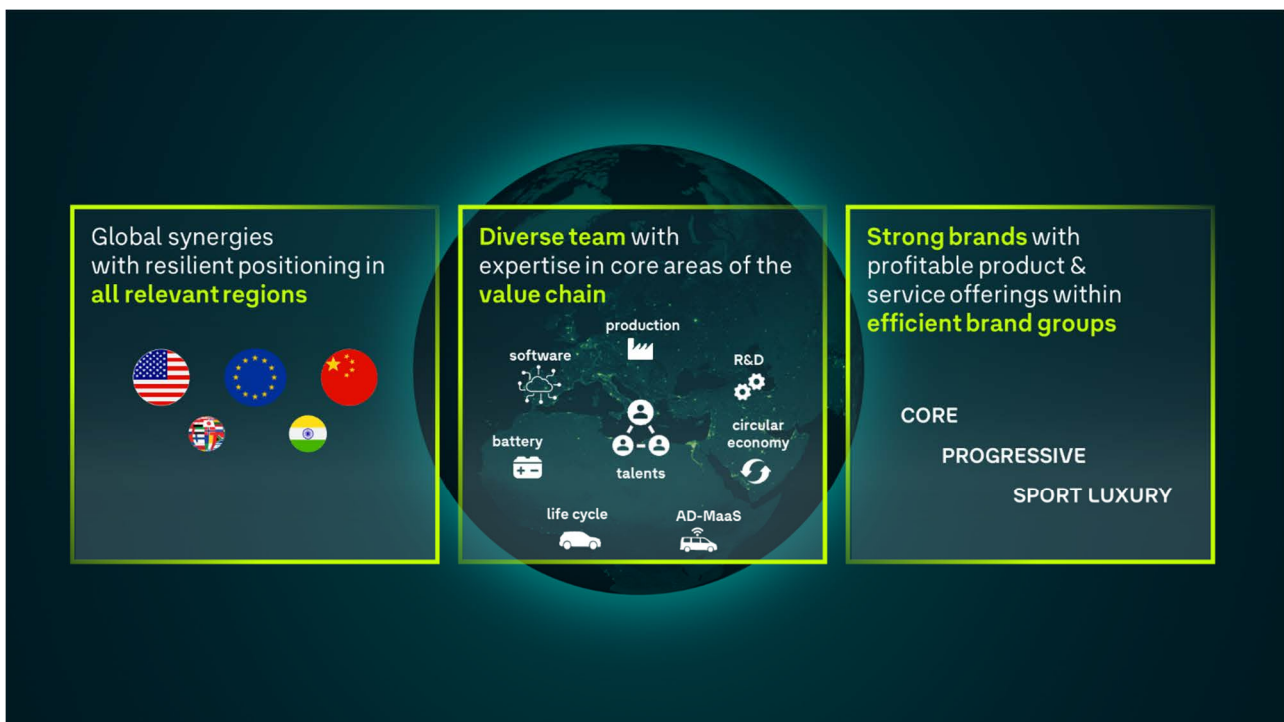 Global synergies
with resilient positioning in
all relevant regions
Diverse team with
expertise in core areas of the
value chain
production
software
R&D
battery
talents
circular
economy
life cycle
AD-MaaS
Strong brands with
profitable product &
service offerings within
efficient brand groups
CORE
PROGRESSIVE
SPORT LUXURY